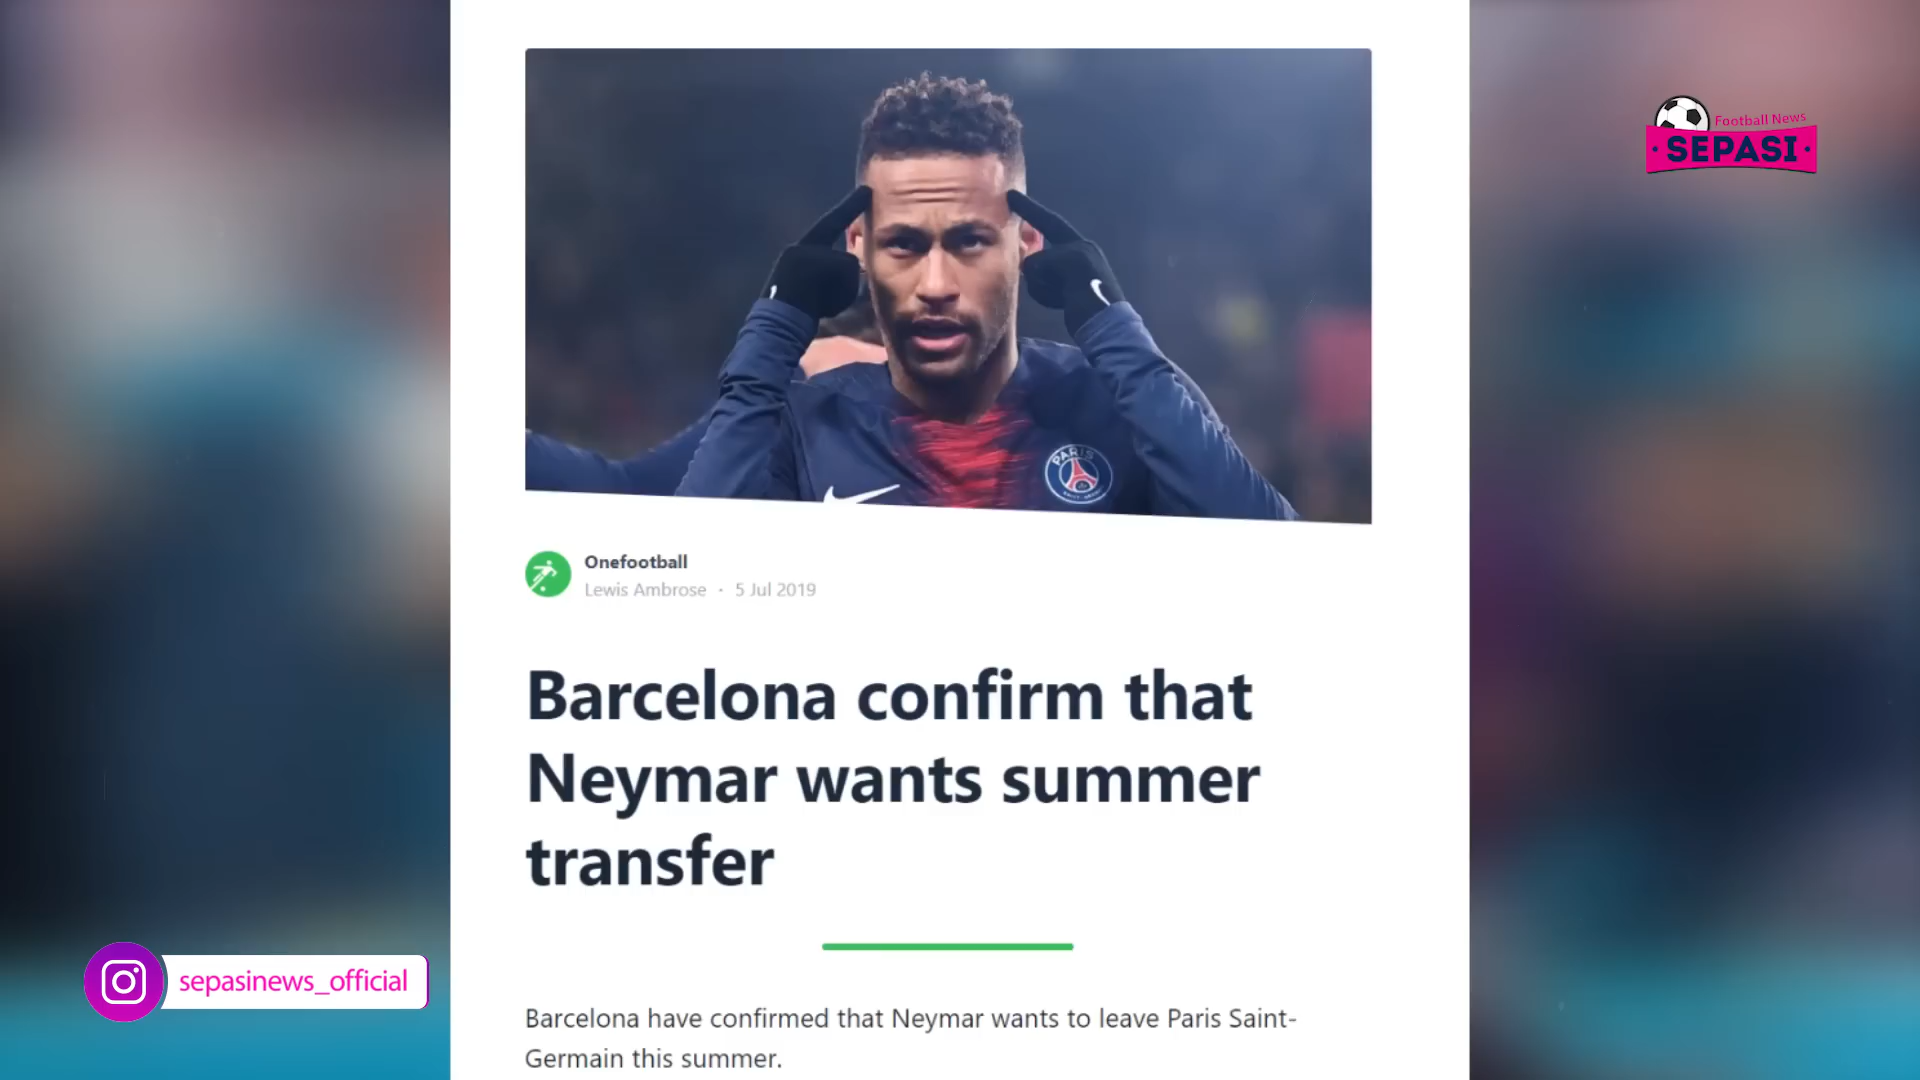 Football News
SEPASI
PARIS
Onefootball
Lewis Ambrose · 5 Jul 2019
Barcelona confirm that
Neymar wants summer
transfer
Barcelona have confirmed that Neymar wants to leave Paris Saint-
Germain this summer.
sepasinews_official